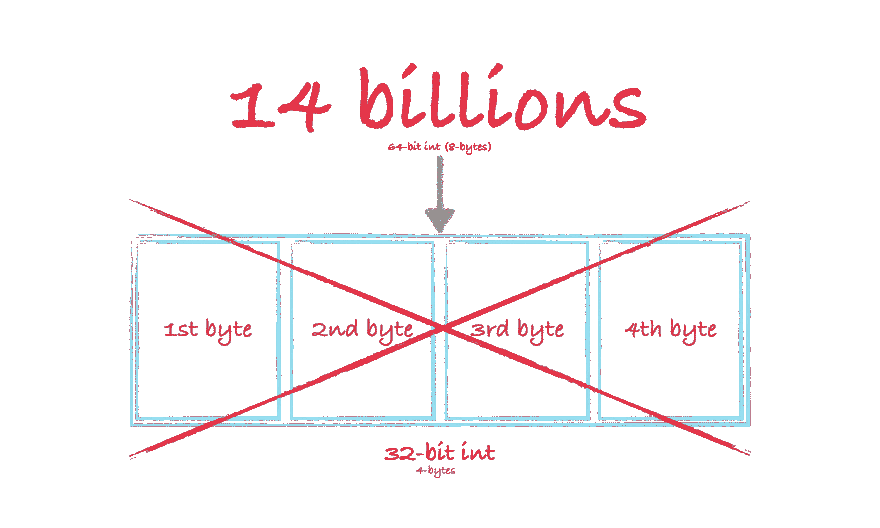 14 billions
64-bit int (8-bytes)
1st byte 2nd byte 3rd byte 4th byte
32-bit int
4-bytes